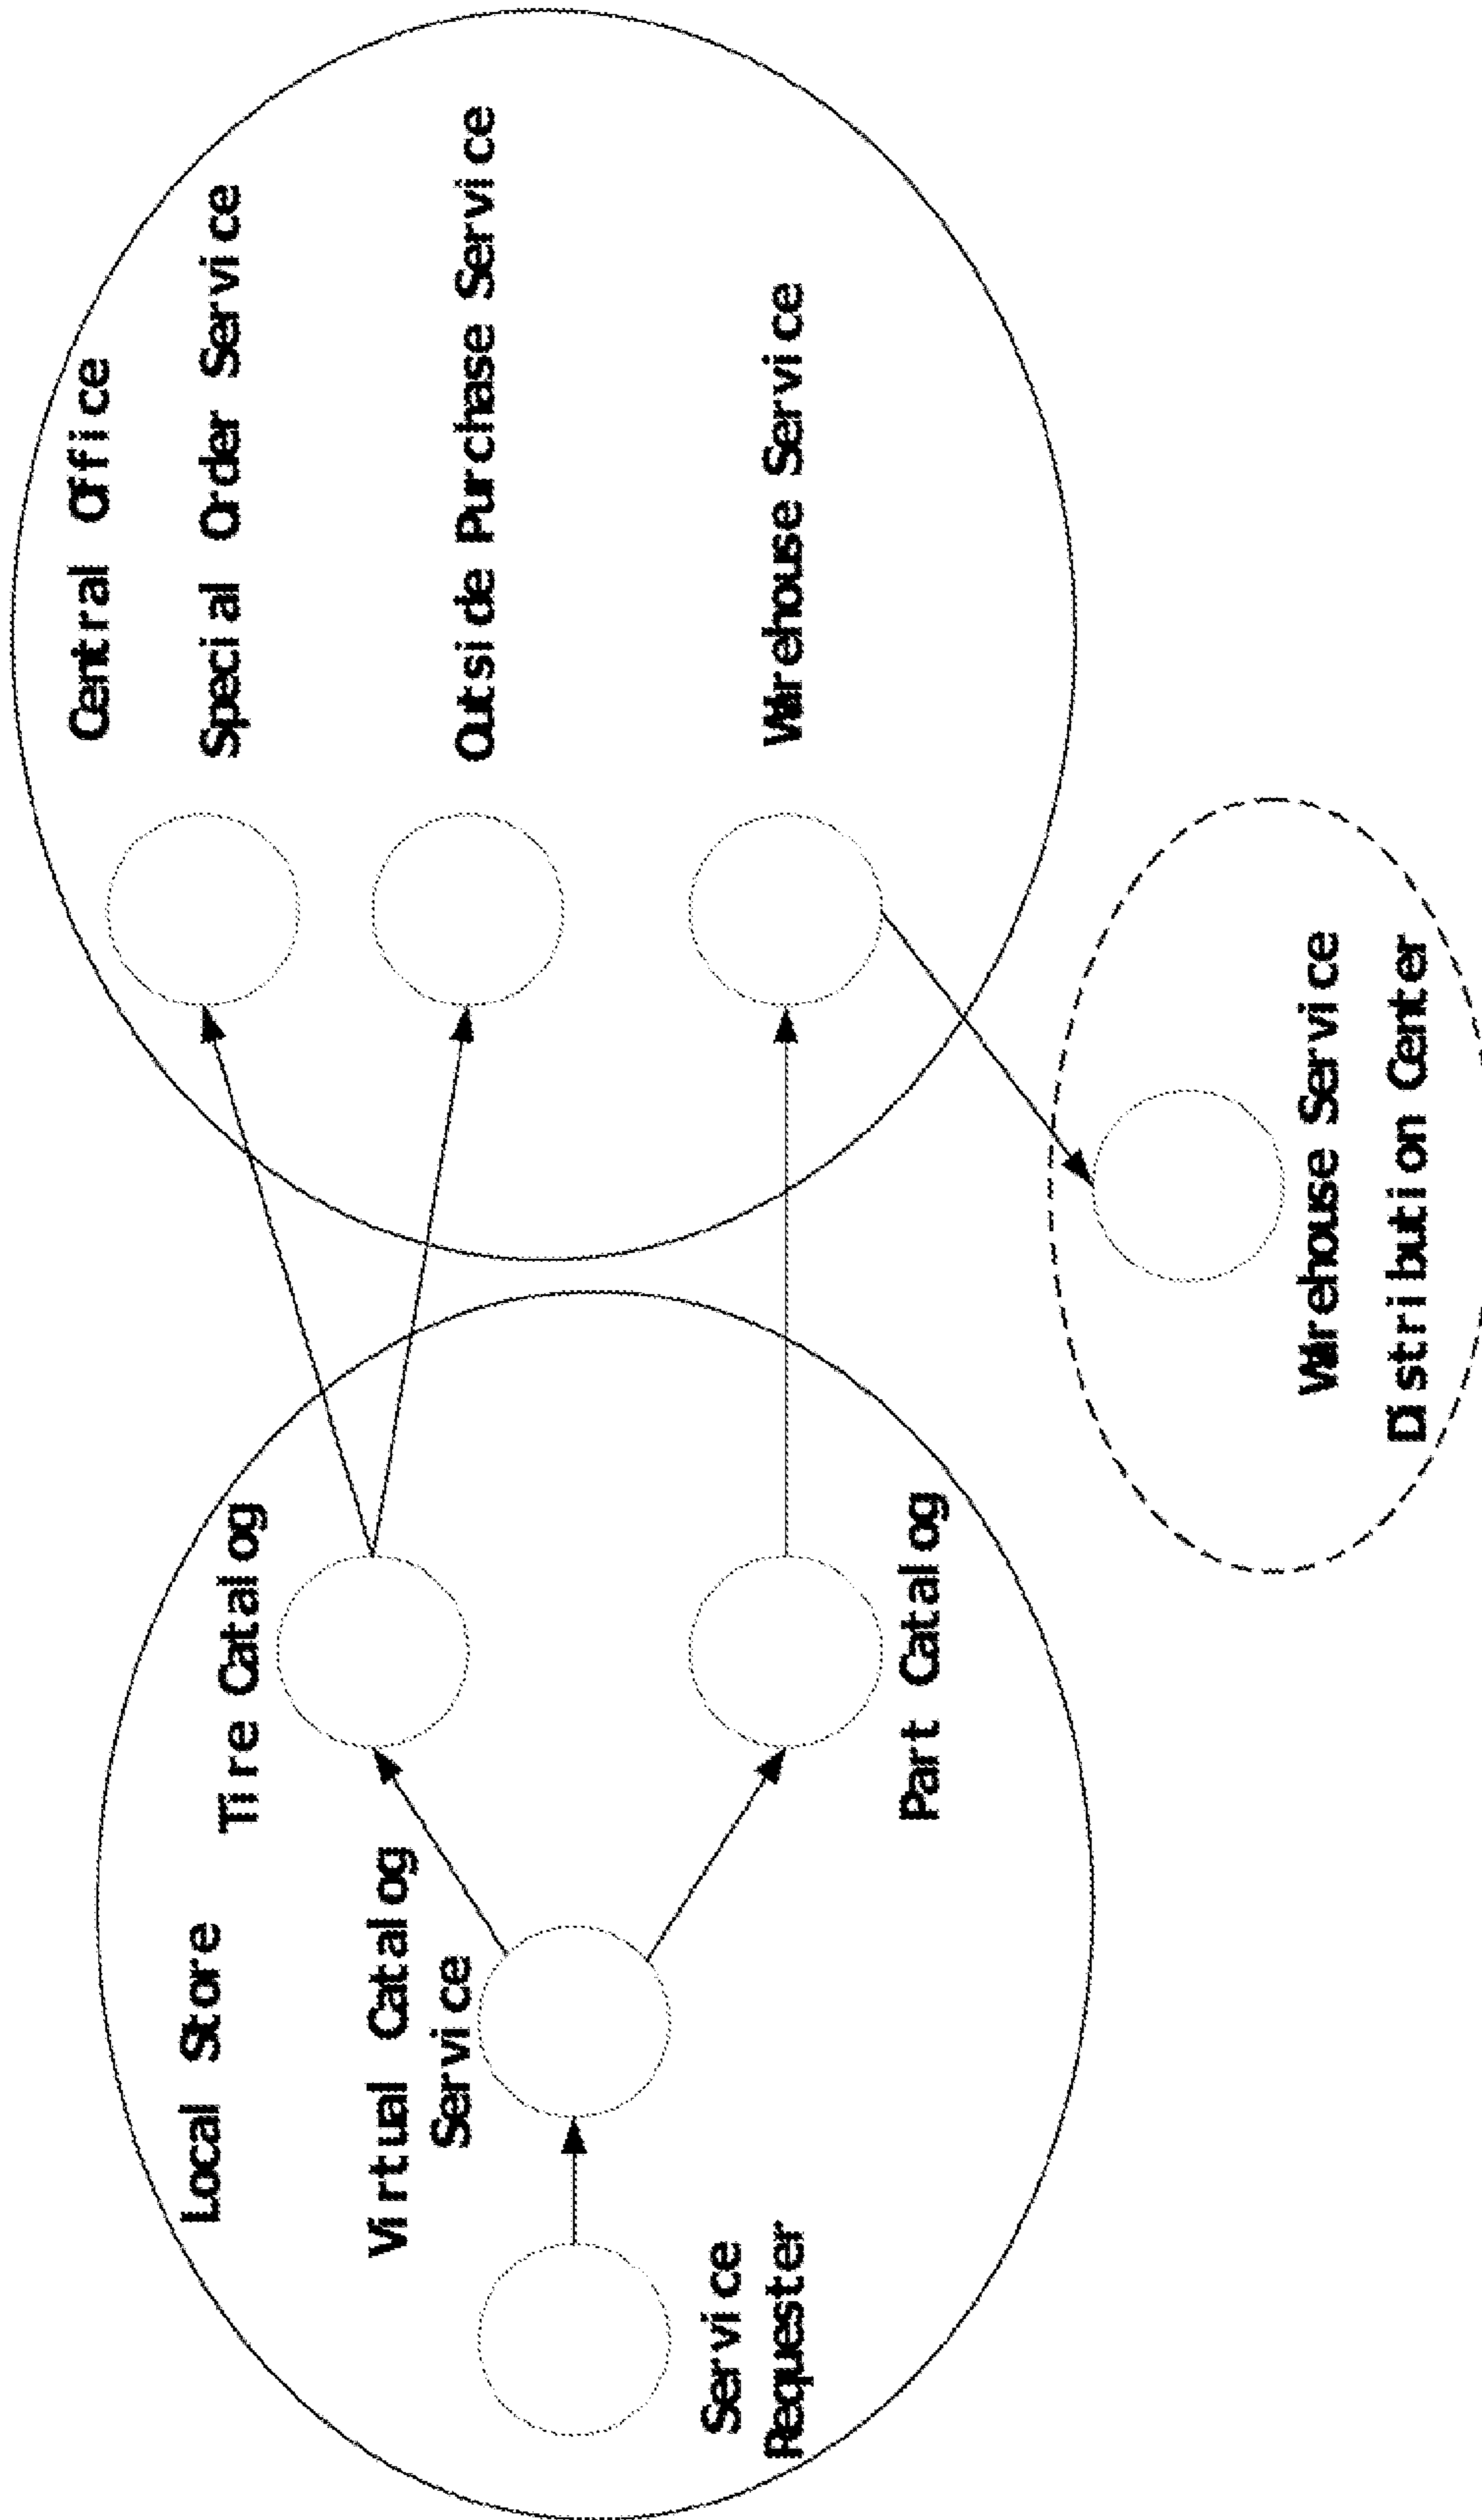 Central Office
Special Order Service
Local Store
Tire Catalog
Virtual Catalog
Service
Outside Purchase Service
Service
Requester
Part Catalog
Warehouse Service
Warehouse Service
Distribution Center